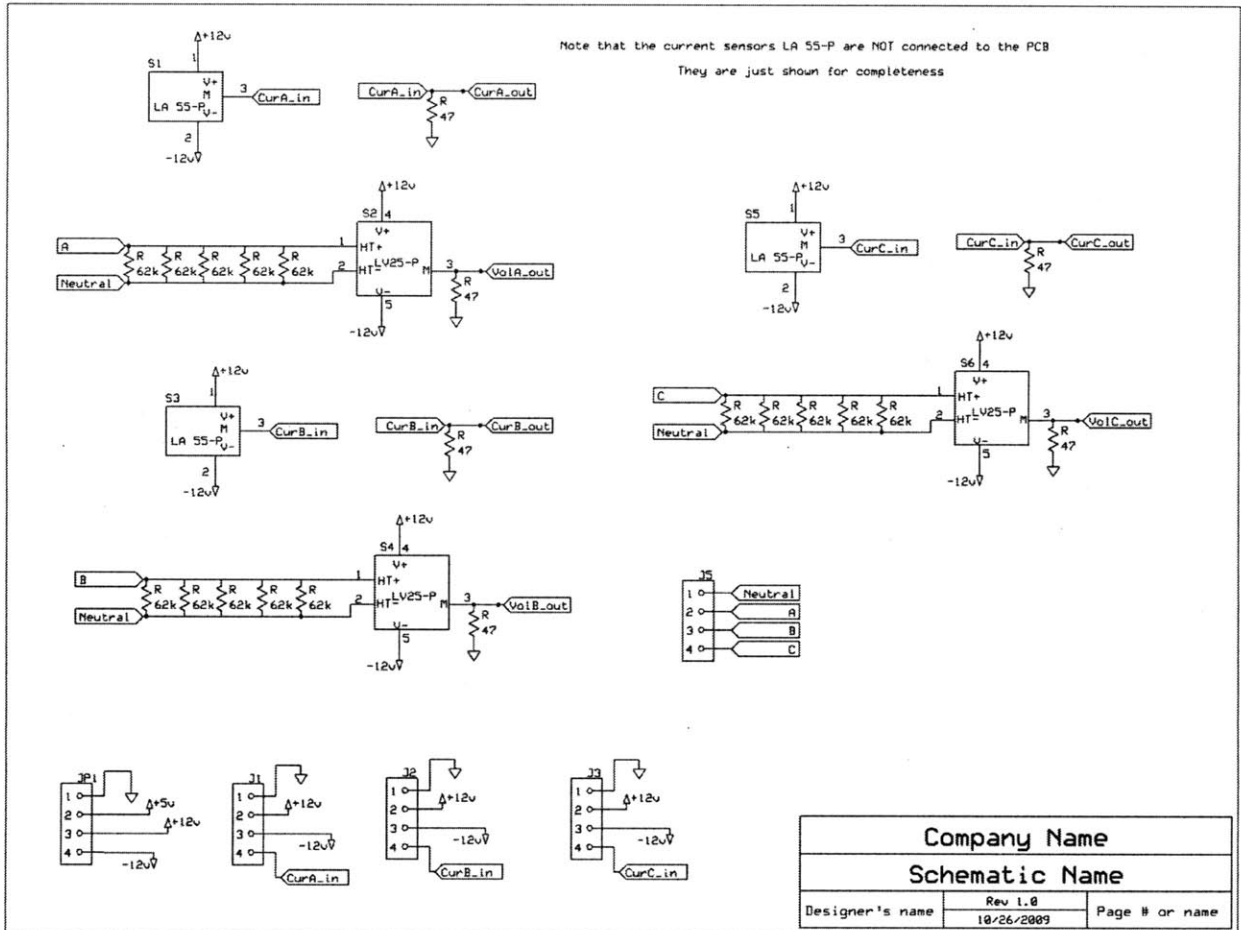 Note that the current sensors LA 55-P are NOT connected to the PCB
They are just shown for completeness
+12v
1
S1
V+
M
LA 55-P
V-
3
CurA_in
2
-12v
CurA_in
CurA_out
R
47
+12v
S2
4
V+
A
1
HT+
R
62k
R
62k
R
62k
R
62k
R
62k
2
HT-
LV25-P
M
3
VolA_out
Neutral
V-
5
-12v
R
47
+12v
1
S5
V+
M
LA 55-P
V-
3
CurC_in
2
-12v
CurC_in
CurC_out
R
47
+12v
1
S3
V+
M
LA 55-P
V-
3
CurB_in
2
-12v
CurB_in
CurB_out
R
47
+12v
S6
4
V+
C
1
HT+
R
62k
R
62k
R
62k
R
62k
R
62k
2
HT-
LV25-P
M
3
VolC_out
Neutral
V-
5
-12v
R
47
+12v
S4
4
V+
B
1
HT+
R
62k
R
62k
R
62k
R
62k
R
62k
2
HT-
LV25-P
M
3
VolB_out
Neutral
V-
5
-12v
R
47
J5
1
Neutral
2
A
3
B
4
C
JP1
1
2
+5v
3
+12v
4
-12v
J1
1
2
+12v
3
-12v
4
CurA_in
J2
1
2
+12v
3
-12v
4
CurB_in
J3
1
2
+12v
3
-12v
4
CurC_in
Company Name
Schematic Name
Designer's name
Rev 1.0
10/26/2009
Page # or name